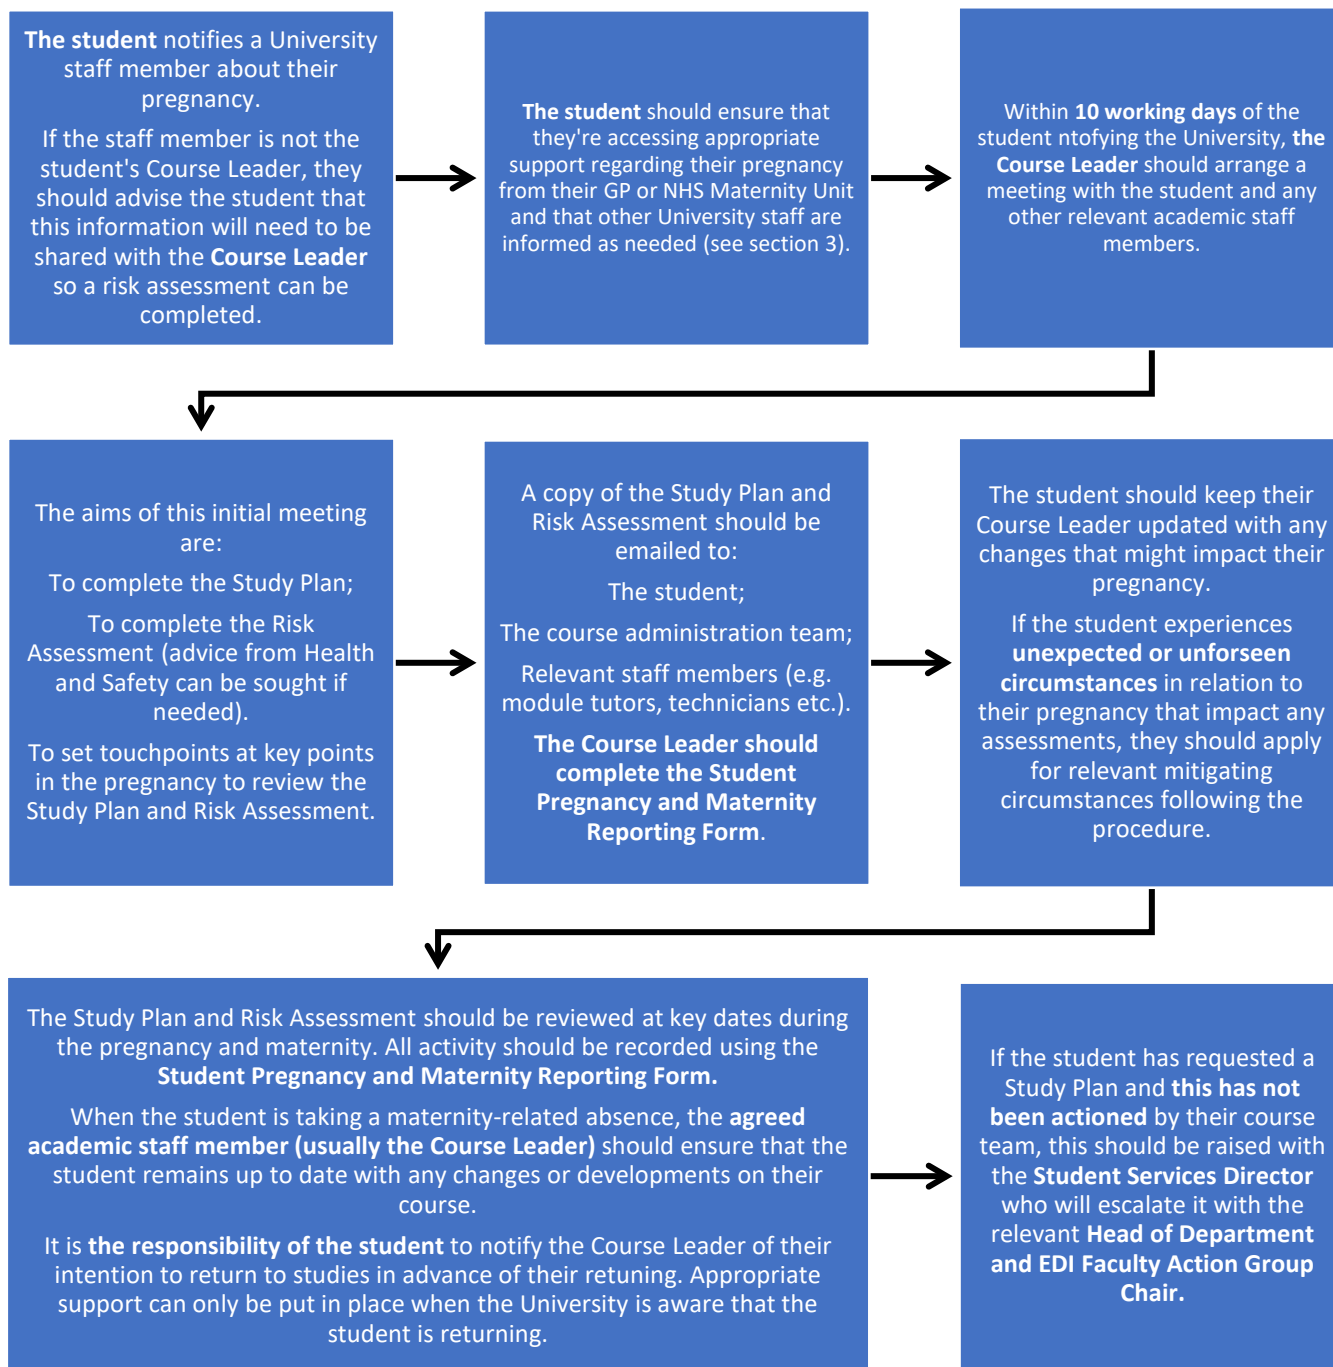 The student notifies a University
staff member about their
pregnancy.
If the staff member is not the
student's Course Leader, they
should advise the student that
this information will need to be
shared with the Course Leader
so a risk assessment can be
completed.
The student should ensure that
they're accessing appropriate
support regarding their pregnancy
from their GP or NHS Maternity Unit
and that other University staff are
informed as needed (see section 3).
Within 10 working days of the
student ntofying the University, the
Course Leader should arrange a
meeting with the student and any
other relevant academic staff
members.
The aims of this initial meeting
are:
To complete the Study Plan;
To complete the Risk
Assessment (advice from Health
and Safety can be sought if
needed).
To set touchpoints at key points
in the pregnancy to review the
Study Plan and Risk Assessment.
A copy of the Study Plan and
Risk Assessment should be
emailed to:
The student;
The course administration team;
Relevant staff members (e.g.
module tutors, technicians etc.).
The Course Leader should
complete the Student
Pregnancy and Maternity
Reporting Form.
The student should keep their
Course Leader updated with any
changes that might impact their
pregnancy.
If the student experiences
unexpected or unforseen
circumstances in relation to
their pregnancy that impact any
assessments, they should apply
for relevant mitigating
circumstances following the
procedure.
The Study Plan and Risk Assessment should be reviewed at key dates during
the pregnancy and maternity. All activity should be recorded using the
Student Pregnancy and Maternity Reporting Form.
When the student is taking a maternity-related absence, the agreed
academic staff member (usually the Course Leader) should ensure that the
student remains up to date with any changes or developments on their
course.
It is the responsibility of the student to notify the Course Leader of their
intention to return to studies in advance of their retuning. Appropriate
support can only be put in place when the University is aware that the
student is returning.
If the student has requested a
Study Plan and this has not
been actioned by their course
team, this should be raised with
the Student Services Director
who will escalate it with the
relevant Head of Department
and EDI Faculty Action Group
Chair.